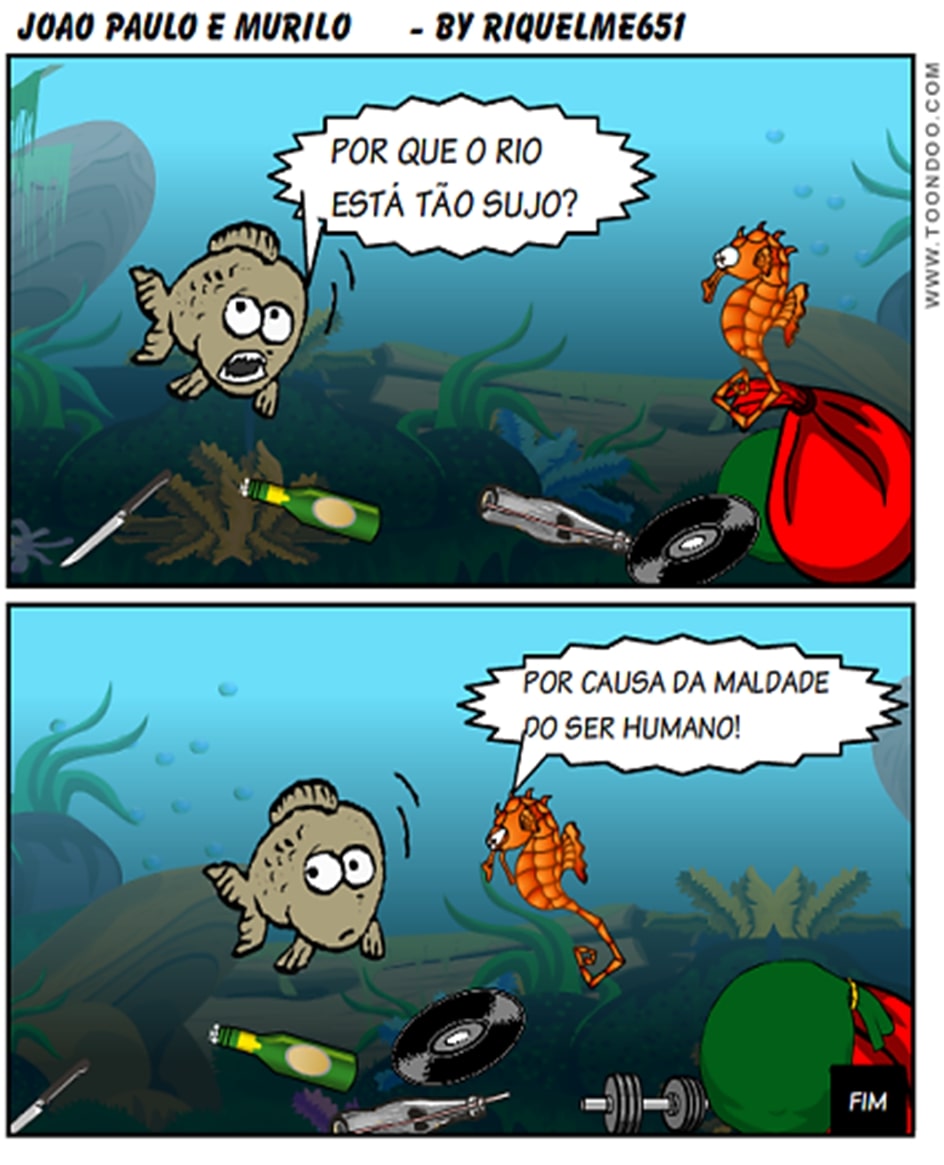 JOAO PAULO E MURILO - BY RIQUELME651
WWW.TOONDOO.COM
POR QUE O RIO
ESTÁ TÃO SUJO?
POR CAUSA DA MALDADE
DO SER HUMANO!
FIM